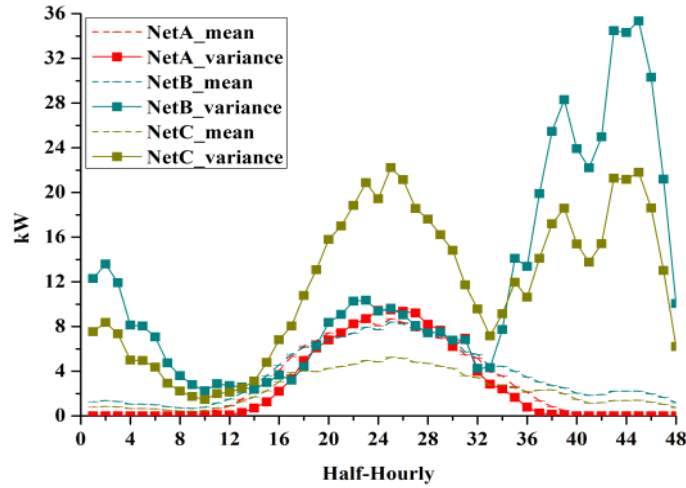 36
32
28
24
20
16
12
8
4
0
kW
NetA_mean
NetA_variance
NetB_mean
NetB_variance
NetC_mean
NetC_variance
0 4 8 12 16 20 24 28 32 36 40 44 48
Half-Hourly